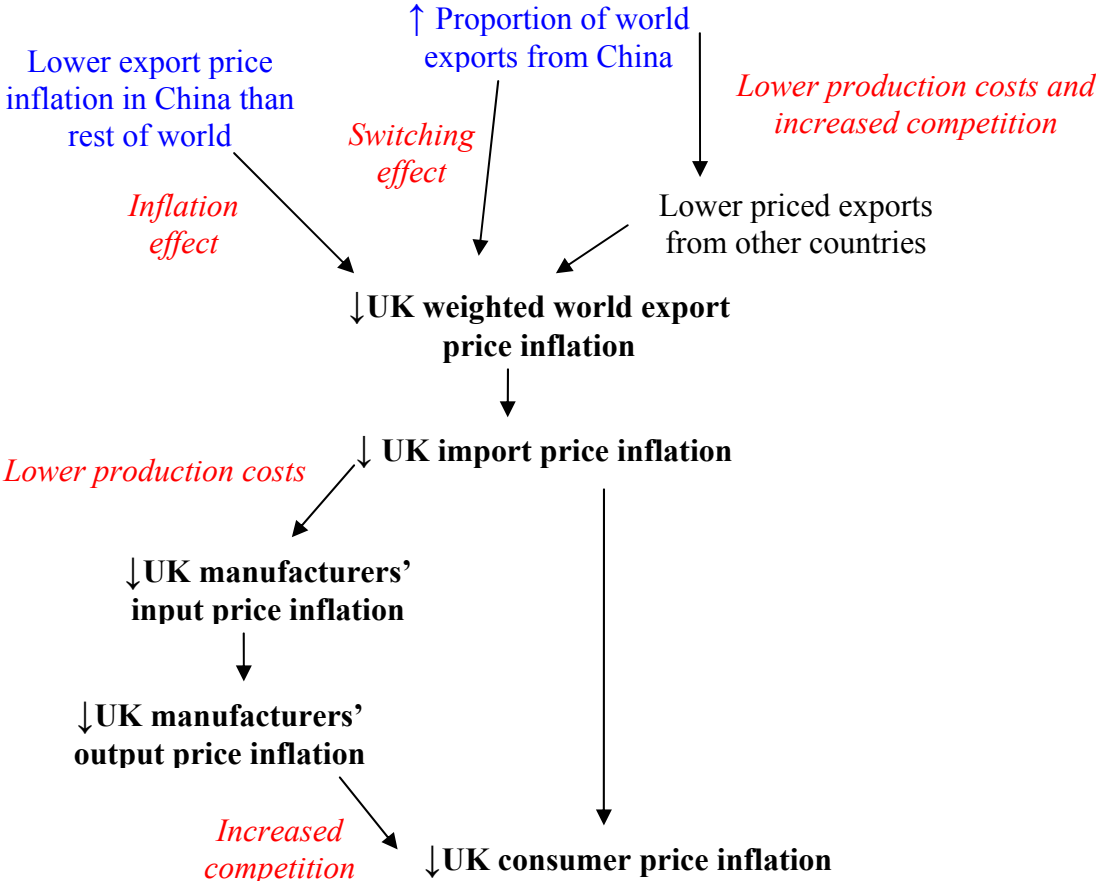 ↑ Proportion of world
exports from China
Lower export price
inflation in China than
rest of world
Lower production costs and
increased competition
Switching
effect
Inflation
effect
Lower priced exports
from other countries
↓UK weighted world export
price inflation
↓ UK import price inflation
Lower production costs
↓UK manufacturers’
input price inflation
↓UK manufacturers’
output price inflation
Increased
competition
↓UK consumer price inflation